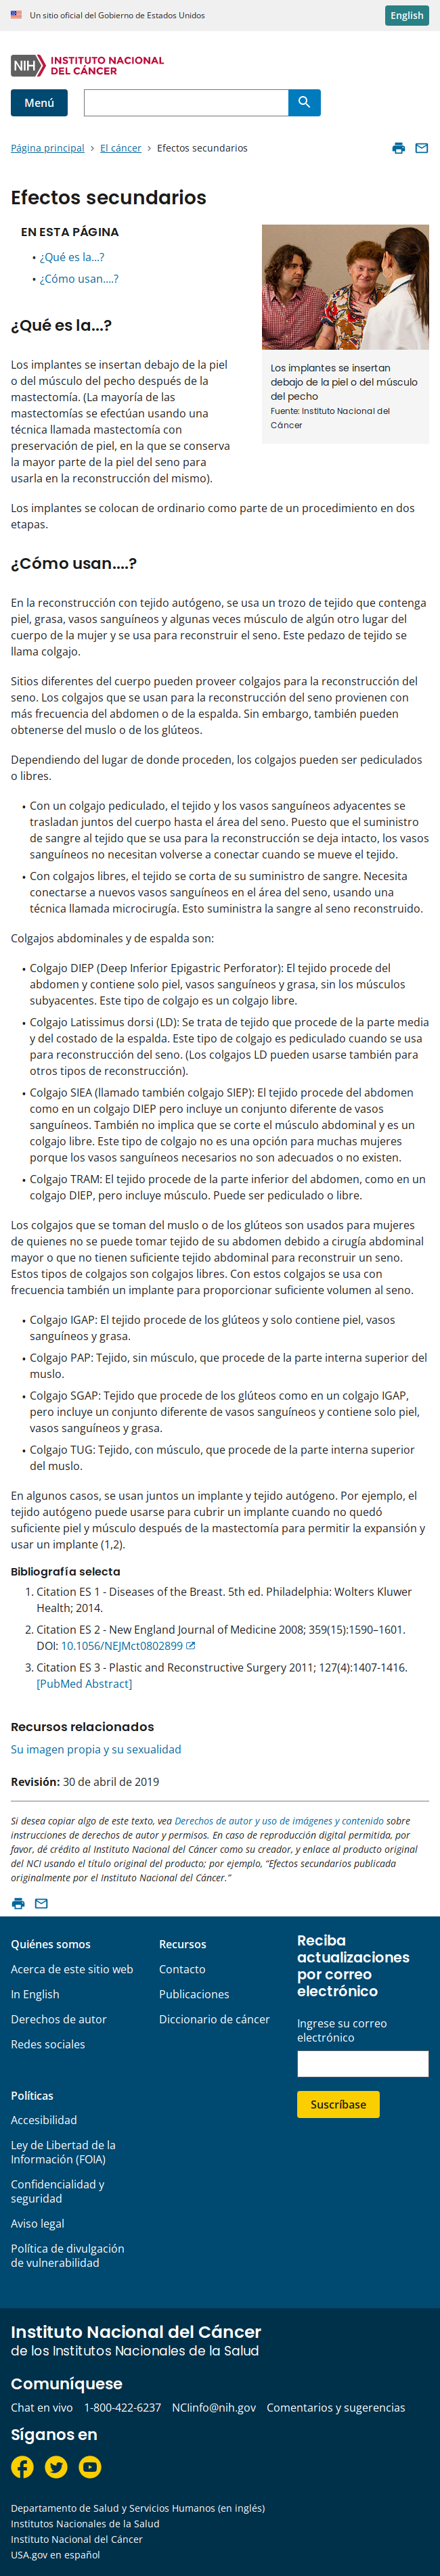 Un sitio oficial del Gobierno de Estados Unidos
English
NIH INSTITUTO NACIONAL
DEL CÁNCER
Menú
Página principal > El cáncer > Efectos secundarios
Efectos secundarios
EN ESTA PÁGINA
• ¿Qué es la...?
• ¿Cómo usan....?
Los implantes se insertan
debajo de la piel o del músculo
del pecho
Fuente: Instituto Nacional del
Cáncer
¿Qué es la...?
Los implantes se insertan debajo de la piel
o del músculo del pecho después de la
mastectomía. (La mayoría de las
mastectomías se efectúan usando una
técnica llamada mastectomía con
preservación de piel, en la que se conserva
la mayor parte de la piel del seno para
usarla en la reconstrucción del mismo).
Los implantes se colocan de ordinario como parte de un procedimiento en dos
etapas.
¿Cómo usan....?
En la reconstrucción con tejido autógeno, se usa un trozo de tejido que contenga
piel, grasa, vasos sanguíneos y algunas veces músculo de algún otro lugar del
cuerpo de la mujer y se usa para reconstruir el seno. Este pedazo de tejido se
llama colgajo.
Sitios diferentes del cuerpo pueden proveer colgajos para la reconstrucción del
seno. Los colgajos que se usan para la reconstrucción del seno provienen con
más frecuencia del abdomen o de la espalda. Sin embargo, también pueden
obtenerse del muslo o de los glúteos.
Dependiendo del lugar de donde proceden, los colgajos pueden ser pediculados
o libres.
• Con un colgajo pediculado, el tejido y los vasos sanguíneos adyacentes se
trasladan juntos del cuerpo hasta el área del seno. Puesto que el suministro
de sangre al tejido que se usa para la reconstrucción se deja intacto, los vasos
sanguíneos no necesitan volverse a conectar cuando se mueve el tejido.
• Con colgajos libres, el tejido se corta de su suministro de sangre. Necesita
conectarse a nuevos vasos sanguíneos en el área del seno, usando una
técnica llamada microcirugía. Esto suministra la sangre al seno reconstruido.
Colgajos abdominales y de espalda son:
• Colgajo DIEP (Deep Inferior Epigastric Perforator): El tejido procede del
abdomen y contiene solo piel, vasos sanguíneos y grasa, sin los músculos
subyacentes. Este tipo de colgajo es un colgajo libre.
• Colgajo Latissimus dorsi (LD): Se trata de tejido que procede de la parte media
y del costado de la espalda. Este tipo de colgajo es pediculado cuando se usa
para la reconstrucción del seno. (Los colgajos LD pueden usarse también para
otros tipos de reconstrucción).
• Colgajo SIEA (llamado también colgajo SIEP): El tejido procede del abdomen
como en un colgajo DIEP pero incluye un conjunto diferente de vasos
sanguíneos. También no implica que se corte el músculo abdominal y es un
colgajo libre. Este tipo de colgajo no es una opción para muchas mujeres
porque los vasos sanguíneos necesarios no son adecuados o no existen.
• Colgajo TRAM: El tejido procede de la parte inferior del abdomen, como en un
colgajo DIEP, pero incluye músculo. Puede ser pediculado o libre.
Los colgajos que se toman del muslo o de los glúteos son usados para mujeres
de quienes no se puede tomar tejido de su abdomen debido a cirugía abdominal
mayor o que no tienen suficiente tejido abdominal para reconstruir un seno.
Estos tipos de colgajos son colgajos libres. Con estos colgajos se usa con
frecuencia también un implante para proporcionar suficiente volumen al seno.
• Colgajo IGAP: El tejido procede de los glúteos y solo contiene piel, vasos
sanguíneos y grasa.
• Colgajo PAP: Tejido, sin músculo, que procede de la parte interna superior del
muslo.
• Colgajo SGAP: Tejido que procede de los glúteos como en un colgajo IGAP,
pero incluye un conjunto diferente de vasos sanguíneos y contiene solo piel,
vasos sanguíneos y grasa.
• Colgajo TUG: Tejido, con músculo, que procede de la parte interna superior
del muslo.
En algunos casos, se usan juntos un implante y tejido autógeno. Por ejemplo, el
tejido autógeno puede usarse para cubrir un implante cuando no quedó
suficiente piel y músculo después de la mastectomía para permitir la expansión y
usar un implante (1,2).
Bibliografía selecta
1. Citation ES 1 - Diseases of the Breast. 5th ed. Philadelphia: Wolters Kluwer
Health; 2014.
2. Citation ES 2 - New England Journal of Medicine 2008; 359(15):1590–1601.
DOI: 10.1056/NEJMct0802899
3. Citation ES 3 - Plastic and Reconstructive Surgery 2011; 127(4):1407-1416.
[PubMed Abstract]
Recursos relacionados
Su imagen propia y su sexualidad
Revisión: 30 de abril de 2019
Si desea copiar algo de este texto, vea Derechos de autor y uso de imágenes y contenido sobre
instrucciones de derechos de autor y permisos. En caso de reproducción digital permitida, por
favor, dé crédito al Instituto Nacional del Cáncer como su creador, y enlace al producto original
del NCI usando el título original del producto; por ejemplo, “Efectos secundarios publicada
originalmente por el Instituto Nacional del Cáncer.”
Quiénes somos
Acerca de este sitio web
In English
Derechos de autor
Redes sociales
Recursos
Contacto
Publicaciones
Diccionario de cáncer
Reciba
actualizaciones
por correo
electrónico
Ingrese su correo
electrónico
Suscríbase
Políticas
Accesibilidad
Ley de Libertad de la
Información (FOIA)
Confidencialidad y
seguridad
Aviso legal
Política de divulgación
de vulnerabilidad
Instituto Nacional del Cáncer
de los Institutos Nacionales de la Salud
Comuníquese
Chat en vivo 1-800-422-6237 NCIinfo@nih.gov Comentarios y sugerencias
Síganos en
Departamento de Salud y Servicios Humanos (en inglés)
Institutos Nacionales de la Salud
Instituto Nacional del Cáncer
USA.gov en español